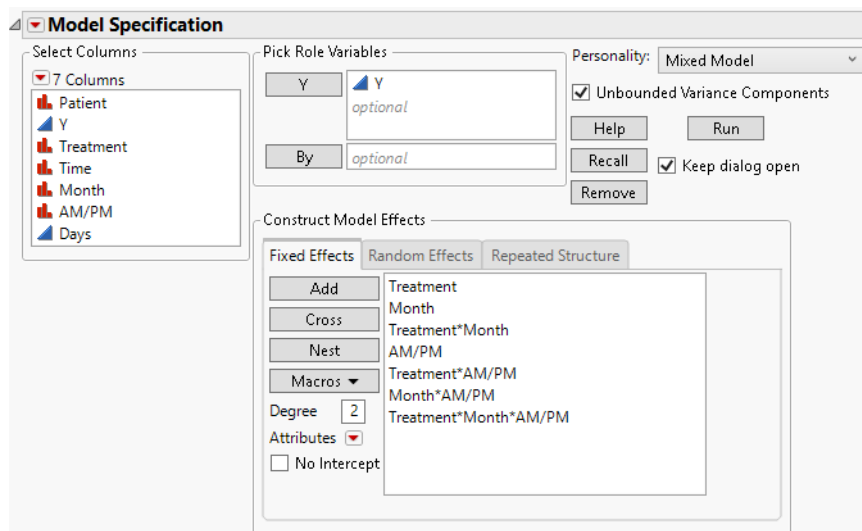 Model Specification
Select Columns
7 Columns
Patient
Y
Treatment
Time
Month
AM/PM
Days
Pick Role Variables
Y
Y
optional
By
optional
Personality:
Mixed Model
Unbounded Variance Components
Help
Run
Recall
Keep dialog open
Remove
Construct Model Effects
Fixed Effects
Random Effects
Repeated Structure
Add
Cross
Nest
Macros
Degree
2
Attributes
No Intercept
Treatment
Month
Treatment*Month
AM/PM
Treatment*AM/PM
Month*AM/PM
Treatment*Month*AM/PM